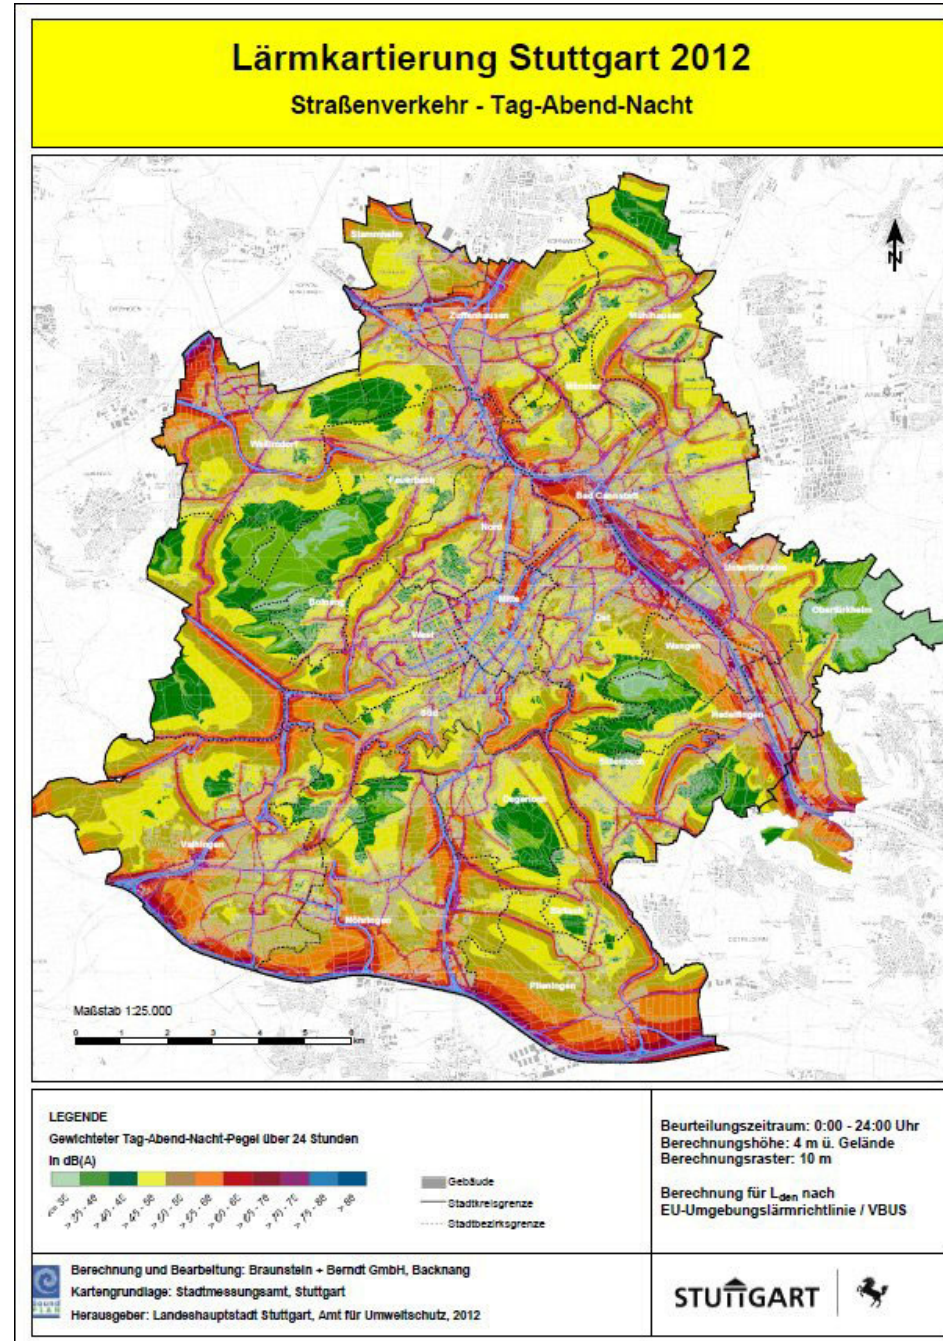 Lärmkartierung Stuttgart 2012
Straßenverkehr - Tag-Abend-Nacht
Stammheim
N
Zuffenhausen
Mühlhausen
Münster
Weilimdorf
Feuerbach
Bad Cannstatt
Nord
Untertürkheim
Botnang
Mitte
Obertürkheim
West
Ost
Wangen
Süd
Hedelfingen
Sillenbuch
Degerloch
Vaihingen
Birkach
Möhringen
Plieningen
Maßstab 1:25.000
0 1 2 3 4 5 6
km
LEGENDE
Gewichteter Tag-Abend-Nacht-Pegel über 24 Stunden
in dB(A)
Gebäude
Stadtkreisgrenze
Stadtbezirksgrenze
Beurteilungszeitraum: 0:00 - 24:00 Uhr
Berechnungshöhe: 4 m ü. Gelände
Berechnungsraster: 10 m
Berechnung für Lden nach
EU-Umgebungslärmrichtlinie / VBUS
Berechnung und Bearbeitung: Braunstein + Berndt GmbH, Backnang
Kartengrundlage: Stadtmessungsamt, Stuttgart
Herausgeber: Landeshauptstadt Stuttgart, Amt für Umweltschutz, 2012
STUTTGART